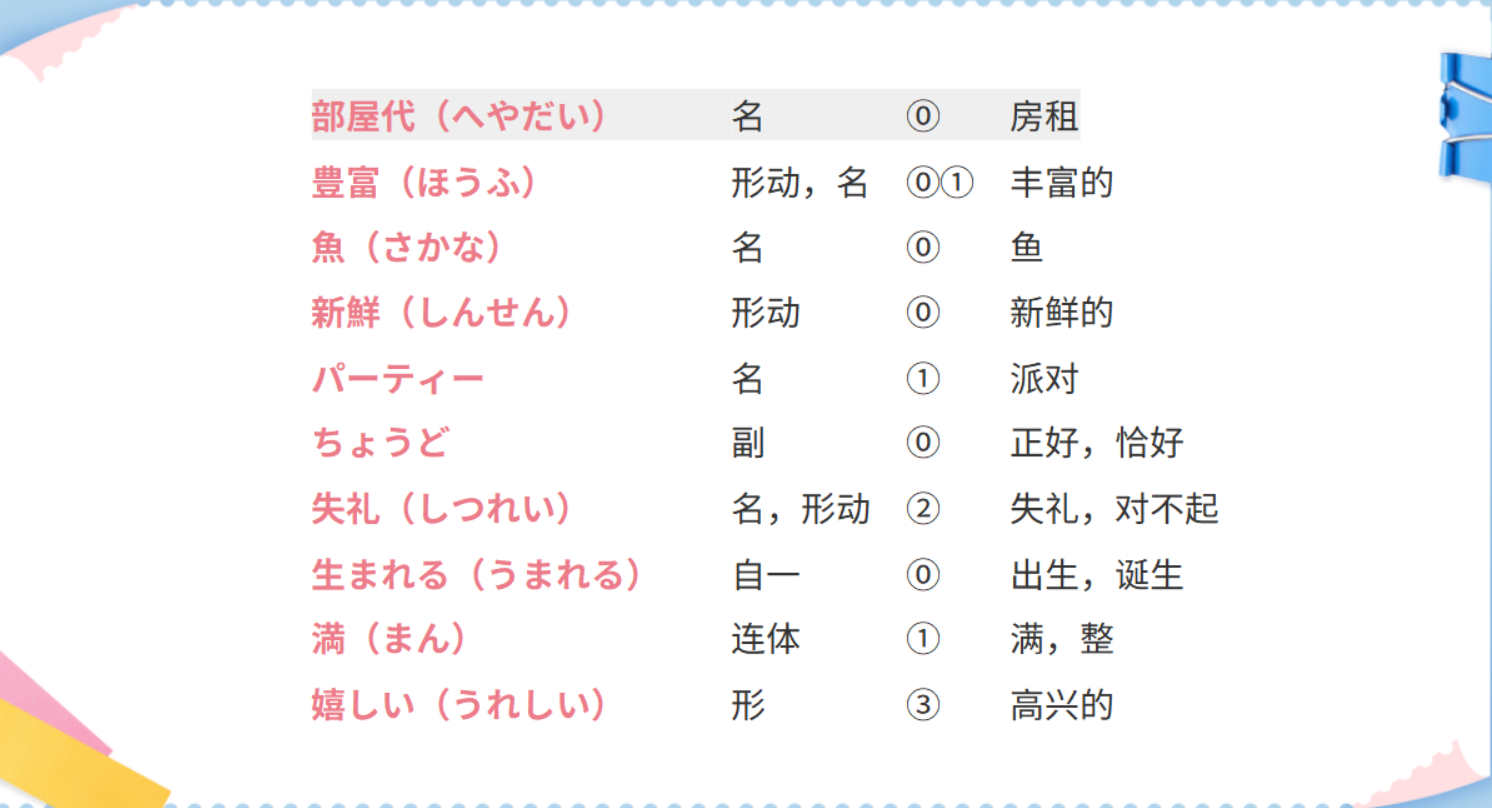 部屋代（へやだい） 名 ⓪ 房租
豊富（ほうふ） 形动，名 ⓪① 丰富的
魚（さかな） 名 ⓪ 鱼
新鮮（しんせん） 形动 ⓪ 新鲜的
パーティー 名 ① 派对
ちょうど 副 ⓪ 正好，恰好
失礼（しつれい） 名，形动 ② 失礼，对不起
生まれる（うまれる） 自一 ⓪ 出生，诞生
満（まん） 连体 ① 满，整
嬉しい（うれしい） 形 ③ 高兴的